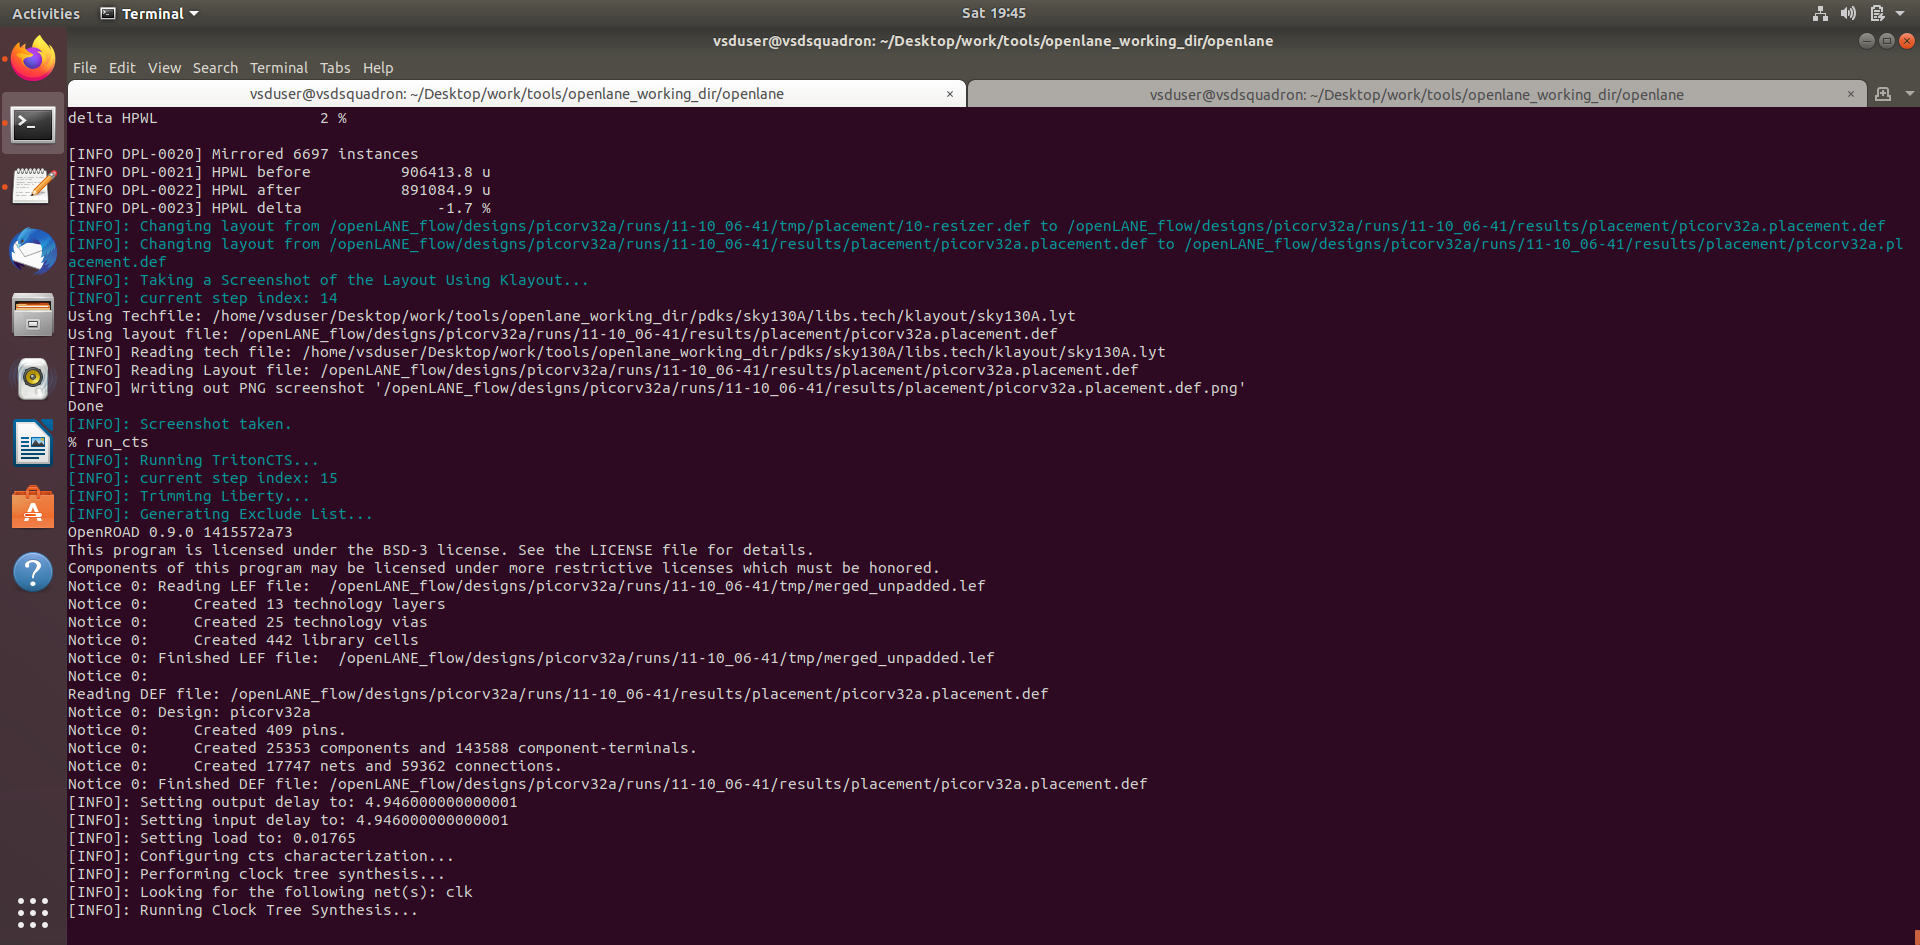 Activities Terminal Sat 19:45
vsduser@vsdsquadron: ~/Desktop/work/tools/openlane_working_dir/openlane
File Edit View Search Terminal Tabs Help
vsduser@vsdsquadron: ~/Desktop/work/tools/openlane_working_dir/openlane × vsduser@vsdsquadron: ~/Desktop/work/tools/openlane_working_dir/openlane ×
delta HPWL                  2 %
[INFO DPL-0020] Mirrored 6697 instances
[INFO DPL-0021] HPWL before          906413.8 u
[INFO DPL-0022] HPWL after           891084.9 u
[INFO DPL-0023] HPWL delta               -1.7 %
[INFO]: Changing layout from /openLANE_flow/designs/picorv32a/runs/11-10_06-41/tmp/placement/10-resizer.def to /openLANE_flow/designs/picorv32a/runs/11-10_06-41/results/placement/picorv32a.placement.def
[INFO]: Changing layout from /openLANE_flow/designs/picorv32a/runs/11-10_06-41/results/placement/picorv32a.placement.def to /openLANE_flow/designs/picorv32a/runs/11-10_06-41/results/placement/picorv32a.pl
acement.def
[INFO]: Taking a Screenshot of the Layout Using Klayout...
[INFO]: current step index: 14
Using Techfile: /home/vsduser/Desktop/work/tools/openlane_working_dir/pdks/sky130A/libs.tech/klayout/sky130A.lyt
Using layout file: /openLANE_flow/designs/picorv32a/runs/11-10_06-41/results/placement/picorv32a.placement.def
[INFO] Reading tech file: /home/vsduser/Desktop/work/tools/openlane_working_dir/pdks/sky130A/libs.tech/klayout/sky130A.lyt
[INFO] Reading Layout file: /openLANE_flow/designs/picorv32a/runs/11-10_06-41/results/placement/picorv32a.placement.def
[INFO] Writing out PNG screenshot '/openLANE_flow/designs/picorv32a/runs/11-10_06-41/results/placement/picorv32a.placement.def.png'
Done
[INFO]: Screenshot taken.
% run_cts
[INFO]: Running TritonCTS...
[INFO]: current step index: 15
[INFO]: Trimming Liberty...
[INFO]: Generating Exclude List...
OpenROAD 0.9.0 1415572a73
This program is licensed under the BSD-3 license. See the LICENSE file for details.
Components of this program may be licensed under more restrictive licenses which must be honored.
Notice 0: Reading LEF file:  /openLANE_flow/designs/picorv32a/runs/11-10_06-41/tmp/merged_unpadded.lef
Notice 0:     Created 13 technology layers
Notice 0:     Created 25 technology vias
Notice 0:     Created 442 library cells
Notice 0: Finished LEF file:  /openLANE_flow/designs/picorv32a/runs/11-10_06-41/tmp/merged_unpadded.lef
Notice 0:
Reading DEF file: /openLANE_flow/designs/picorv32a/runs/11-10_06-41/results/placement/picorv32a.placement.def
Notice 0: Design: picorv32a
Notice 0:     Created 409 pins.
Notice 0:     Created 25353 components and 143588 component-terminals.
Notice 0:     Created 17747 nets and 59362 connections.
Notice 0: Finished DEF file: /openLANE_flow/designs/picorv32a/runs/11-10_06-41/results/placement/picorv32a.placement.def
[INFO]: Setting output delay to: 4.946000000000001
[INFO]: Setting input delay to: 4.946000000000001
[INFO]: Setting load to: 0.01765
[INFO]: Configuring cts characterization...
[INFO]: Performing clock tree synthesis...
[INFO]: Looking for the following net(s): clk
[INFO]: Running Clock Tree Synthesis...